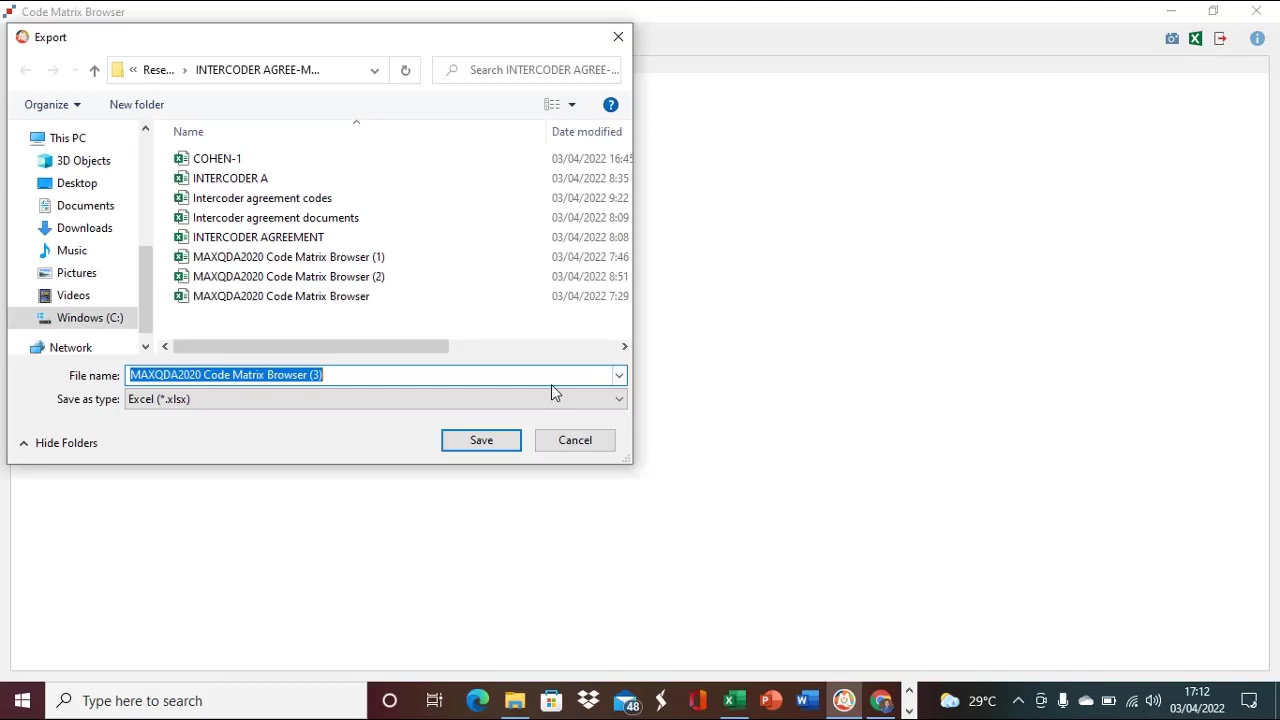 Code Matrix Browser
Export
« Rese... › INTERCODER AGREE-M...
Search INTERCODER AGREE-...
Organize
New folder
Name
Date modified
This PC
3D Objects
Desktop
Documents
Downloads
Music
Pictures
Videos
Windows (C:)
Network
COHEN-1 03/04/2022 16:45
INTERCODER A 03/04/2022 8:35
Intercoder agreement codes 03/04/2022 9:22
Intercoder agreement documents 03/04/2022 8:09
INTERCODER AGREEMENT 03/04/2022 8:08
MAXQDA2020 Code Matrix Browser (1) 03/04/2022 7:46
MAXQDA2020 Code Matrix Browser (2) 03/04/2022 8:51
MAXQDA2020 Code Matrix Browser 03/04/2022 7:29
File name: MAXQDA2020 Code Matrix Browser (3)
Save as type: Excel (*.xlsx)
Hide Folders
Save
Cancel
Type here to search
48
29°C
17:12
03/04/2022